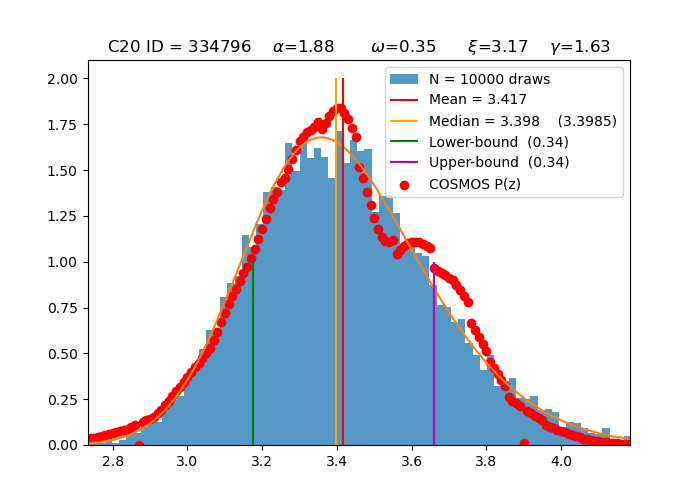 C20 ID = 334796 α=1.88 ω=0.35 ξ=3.17 γ=1.63
N = 10000 draws
Mean = 3.417
Median = 3.398 (3.3985)
Lower-bound (0.34)
Upper-bound (0.34)
COSMOS P(z)
2.00
1.75
1.50
1.25
1.00
0.75
0.50
0.25
0.00
2.8 3.0 3.2 3.4 3.6 3.8 4.0